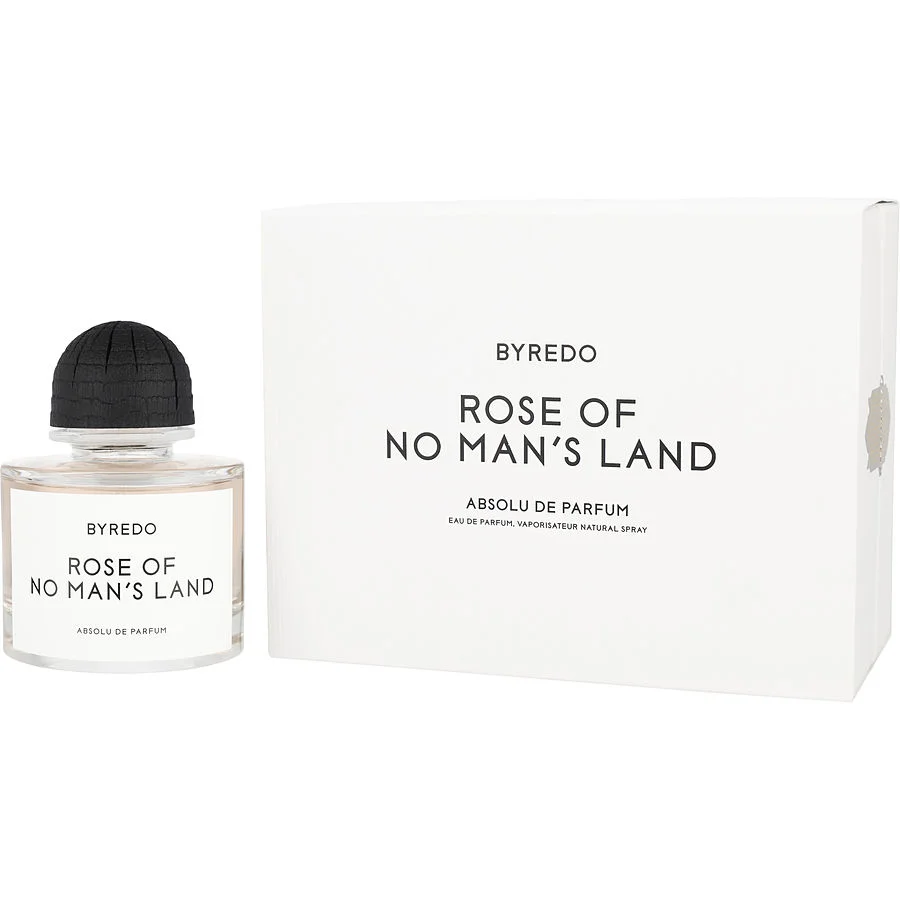 BYREDO
ROSE OF
NO MAN'S LAND
ABSOLU DE PARFUM
BYREDO
ROSE OF
NO MAN'S LAND
ABSOLU DE PARFUM
EAU DE PARFUM, VAPORISATEUR NATURAL SPRAY